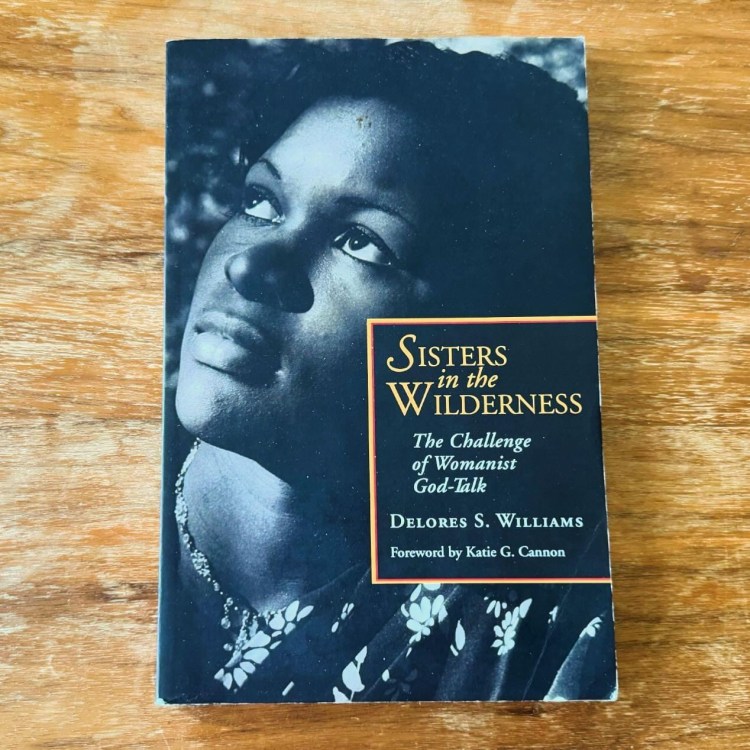 Sisters
in the
Wilderness
The Challenge
of Womanist
God-Talk
Delores S. Williams
Foreword by Katie G. Cannon